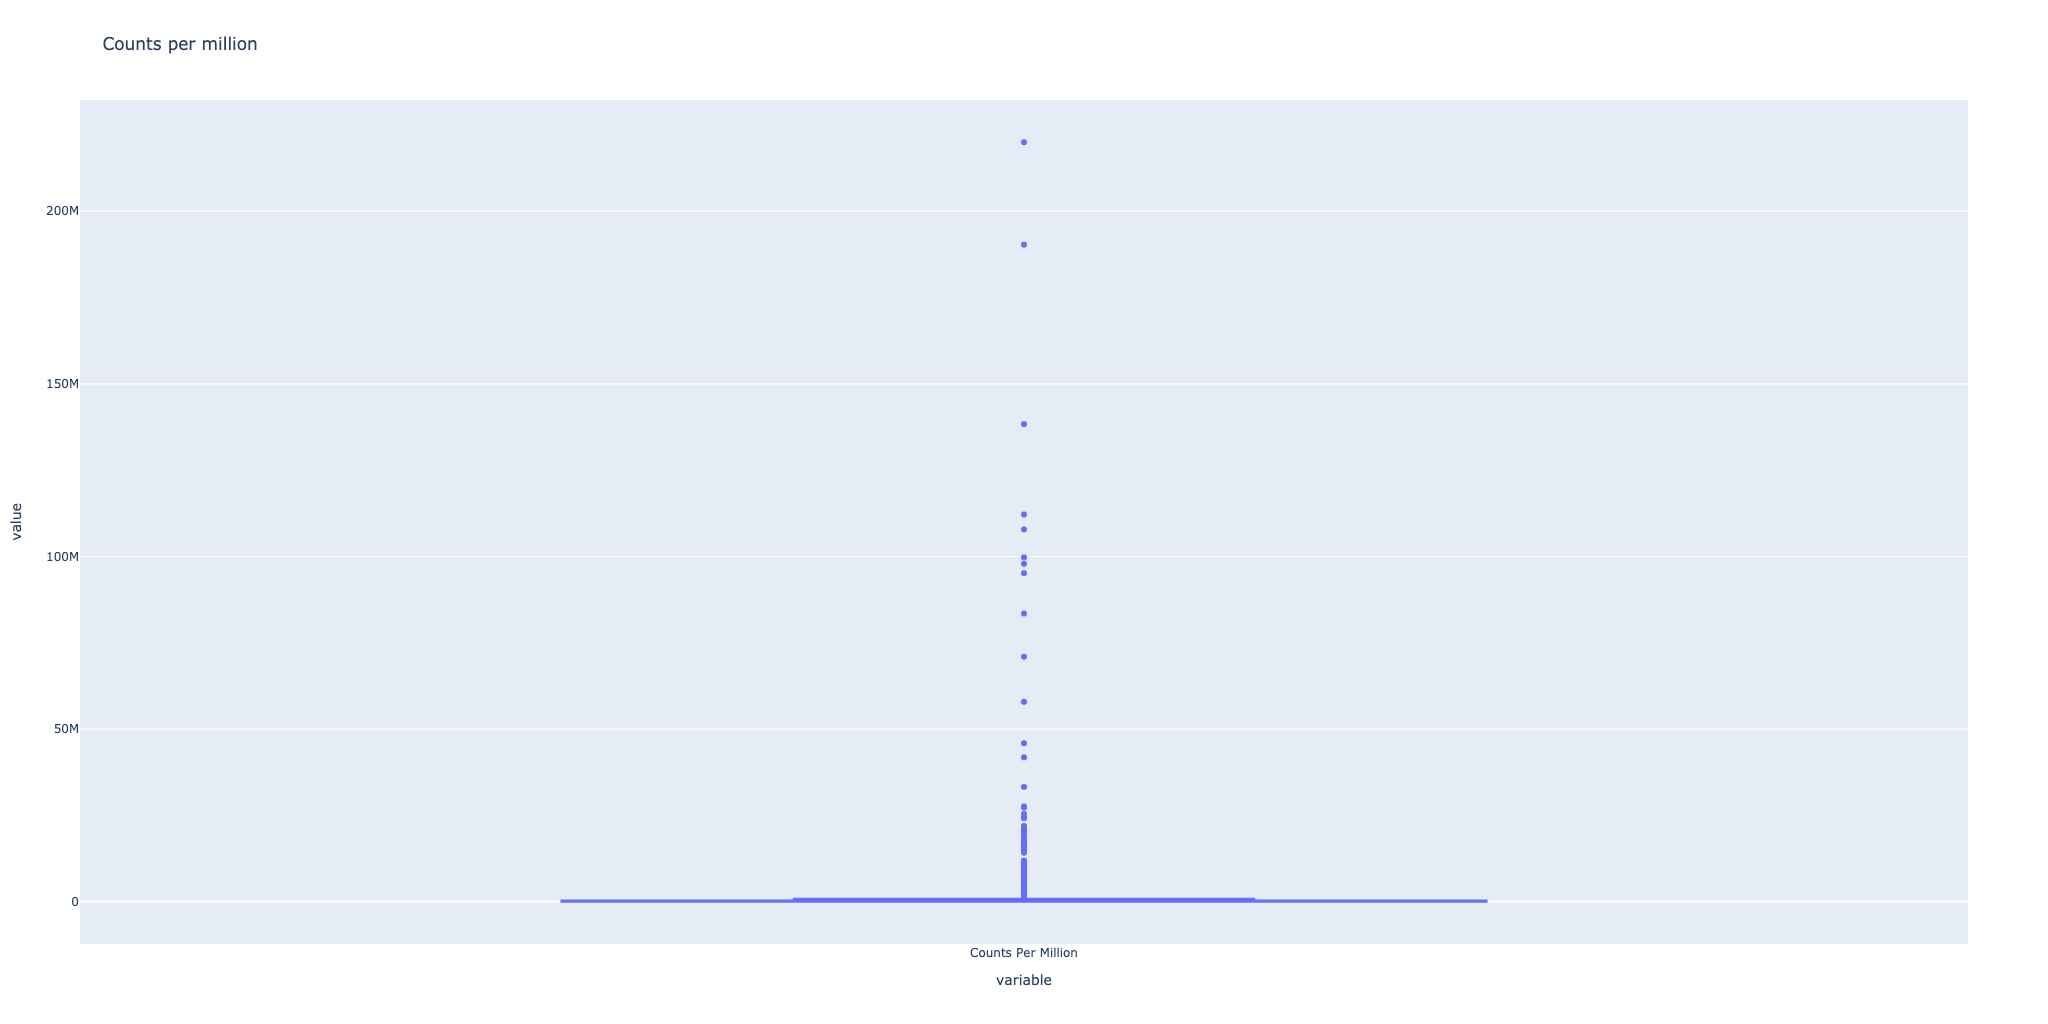 Counts per million
200M
150M
100M
50M
0
value
Counts Per Million
variable